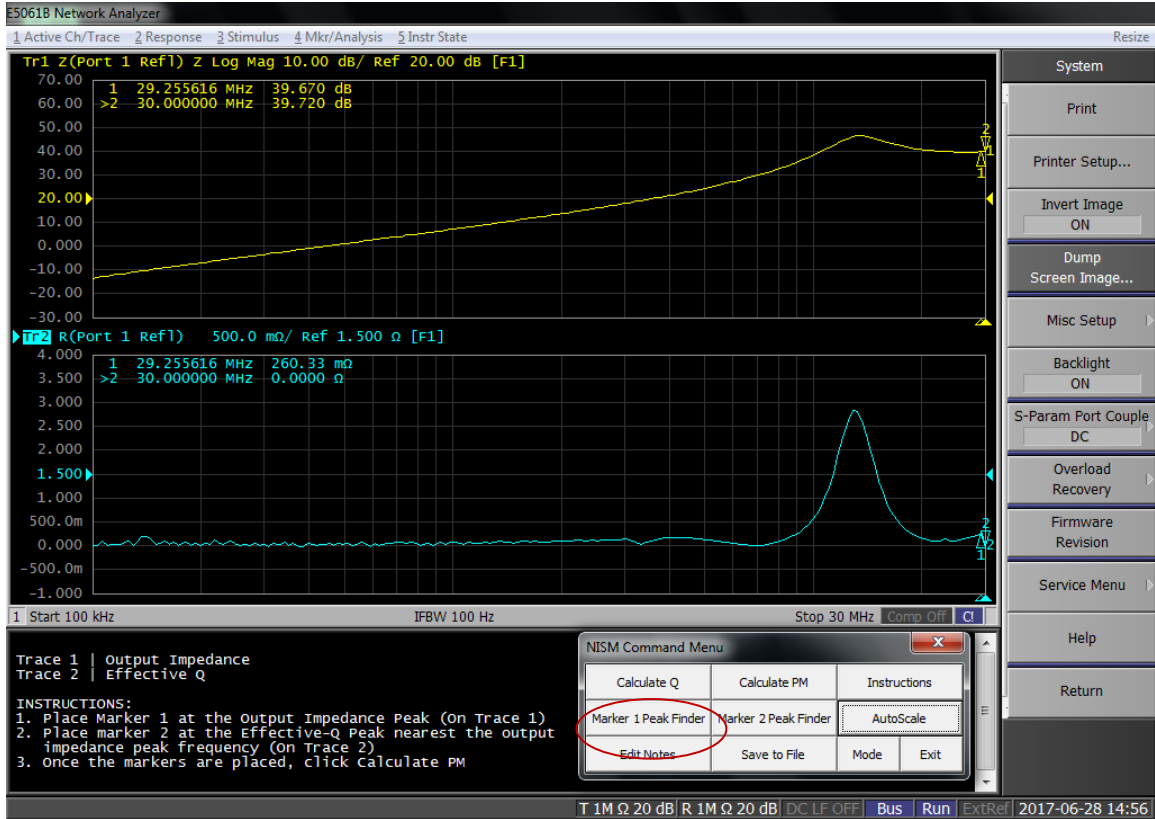 E5061B Network Analyzer
1 Active Ch/Trace 2 Response 3 Stimulus 4 Mkr/Analysis 5 Instr State Resize
Tr1 Z(Port 1 Refl) Z Log Mag 10.00 dB/ Ref 20.00 dB [F1]
70.00
1 29.255616 MHz 39.670 dB
60.00
>2 30.000000 MHz 39.720 dB
50.00
2
40.00
1
30.00
1
20.00
10.00
0.000
-10.00
-20.00
-30.00
Tr2 R(Port 1 Refl) 500.0 mΩ/ Ref 1.500 Ω [F1]
4.000
1 29.255616 MHz 260.33 mΩ
3.500
>2 30.000000 MHz 0.0000 Ω
3.000
2.500
2.000
1.500
1.000
500.0m
2
0.000
2
-500.0m
1
-1.000
1 Start 100 kHz IFBW 100 Hz Stop 30 MHz Comp Off C!
System
Print
Printer Setup...
Invert Image
ON
Dump
Screen Image...
Misc Setup
Backlight
ON
S-Param Port Couple
DC
Overload
Recovery
Firmware
Revision
Service Menu
Help
Return
Trace 1 | Output Impedance
Trace 2 | Effective Q
INSTRUCTIONS:
1. Place Marker 1 at the Output Impedance Peak (On Trace 1)
2. Place marker 2 at the Effective-Q Peak nearest the output
impedance peak frequency (On Trace 2)
3. Once the markers are placed, click Calculate PM
NISM Command Menu
x
Calculate Q Calculate PM Instructions
Marker 1 Peak Finder Marker 2 Peak Finder AutoScale
Edit Notes Save to File Mode Exit
T 1M Ω 20 dB R 1M Ω 20 dB DC LF OFF Bus Run ExtRef 2017-06-28 14:56